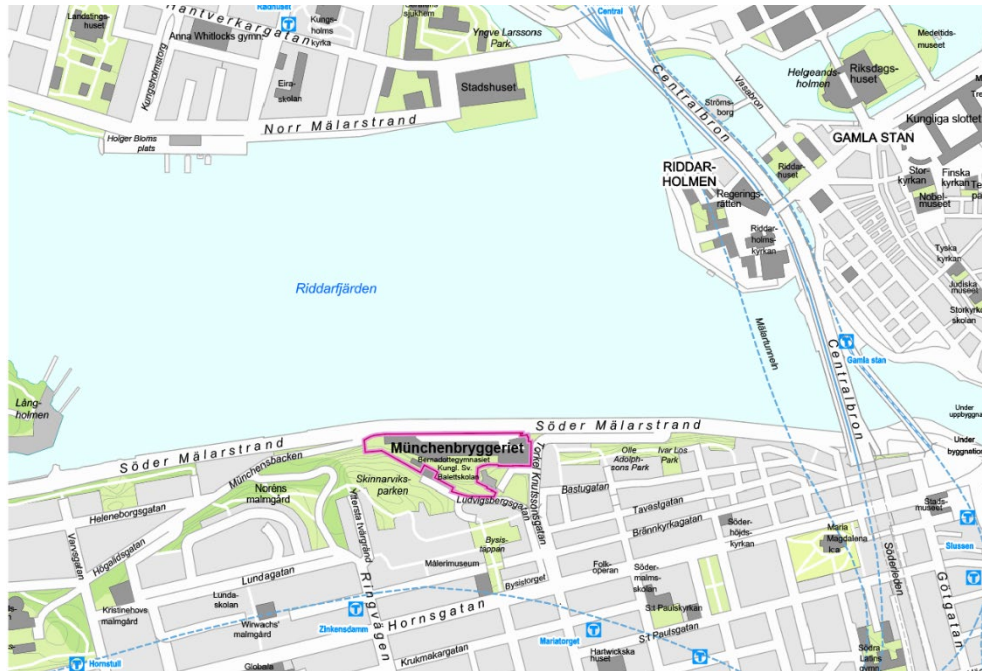 Rådhuset
Landstings-
huset
Hantverkargatan
Anna Whitlocks gymn.
Kungs-
holms
kyrka
sjukhem
Yngve Larssons
Park
Central
Kungsholmstorg
Eira-
skolan
Stadshuset
Norr Mälarstrand
Holger Bloms
plats
Centralbron
Vasabron
Strömsborg
Helgeands-
holmen
Riksdags-
huset
Medeltids-
museet
Kungliga slottet
GAMLA STAN
RIDDAR-
HOLMEN
Riddar-
huset
Regerings-
rätten
Riddar-
holms-
kyrkan
Stor-
kyrkan
Finska
kyrkan
Nobel-
museet
Tyska
kyrkan
Judiska
museet
Storkyrko-
skolan
Riddarfjärden
Mälartunneln
Centralbron
Gamla stan
Lång-
holmen
Under
uppbyggnad
Under
byggnation
Söder Mälarstrand
Söder Mälarstrand
Münchenbryggeriet
Bernadottegymnasiet
Kungl. Sv.
Balettskolan
Münchensbacken
Skinnarviks-
parken
Noréns
malmgård
Torkel Knutssonsgatan
Olle
Adolph-
sons Park
Ivar Los
Park
Ludvigsbergsgatan
Bastugatan
Tavastgatan
Brännkyrkagatan
Heleneborgsgatan
Varvsgatan
Högalidsgatan
Yttersta tvärgränd
Ringvägen
Lundagatan
Lunda-
skolan
Kristinehovs
malmgård
Wirwachs'
malmgård
Zinkensdamm
Hornstull
Målerimuseum
Bysis-
täppan
Bysistorget
Hornsgatan
Krukmakargatan
Folk-
operan
Söder-
höjds-
kyrkan
Söder-
malms-
skolan
S:t Paulskyrkan
S:t Paulsgatan
Mariatorget
Hartwickska
huset
Maria
Magdalena
Stads-
museet
Slussen
Söderleden
Götgatan
Södra
Latins
gymn.